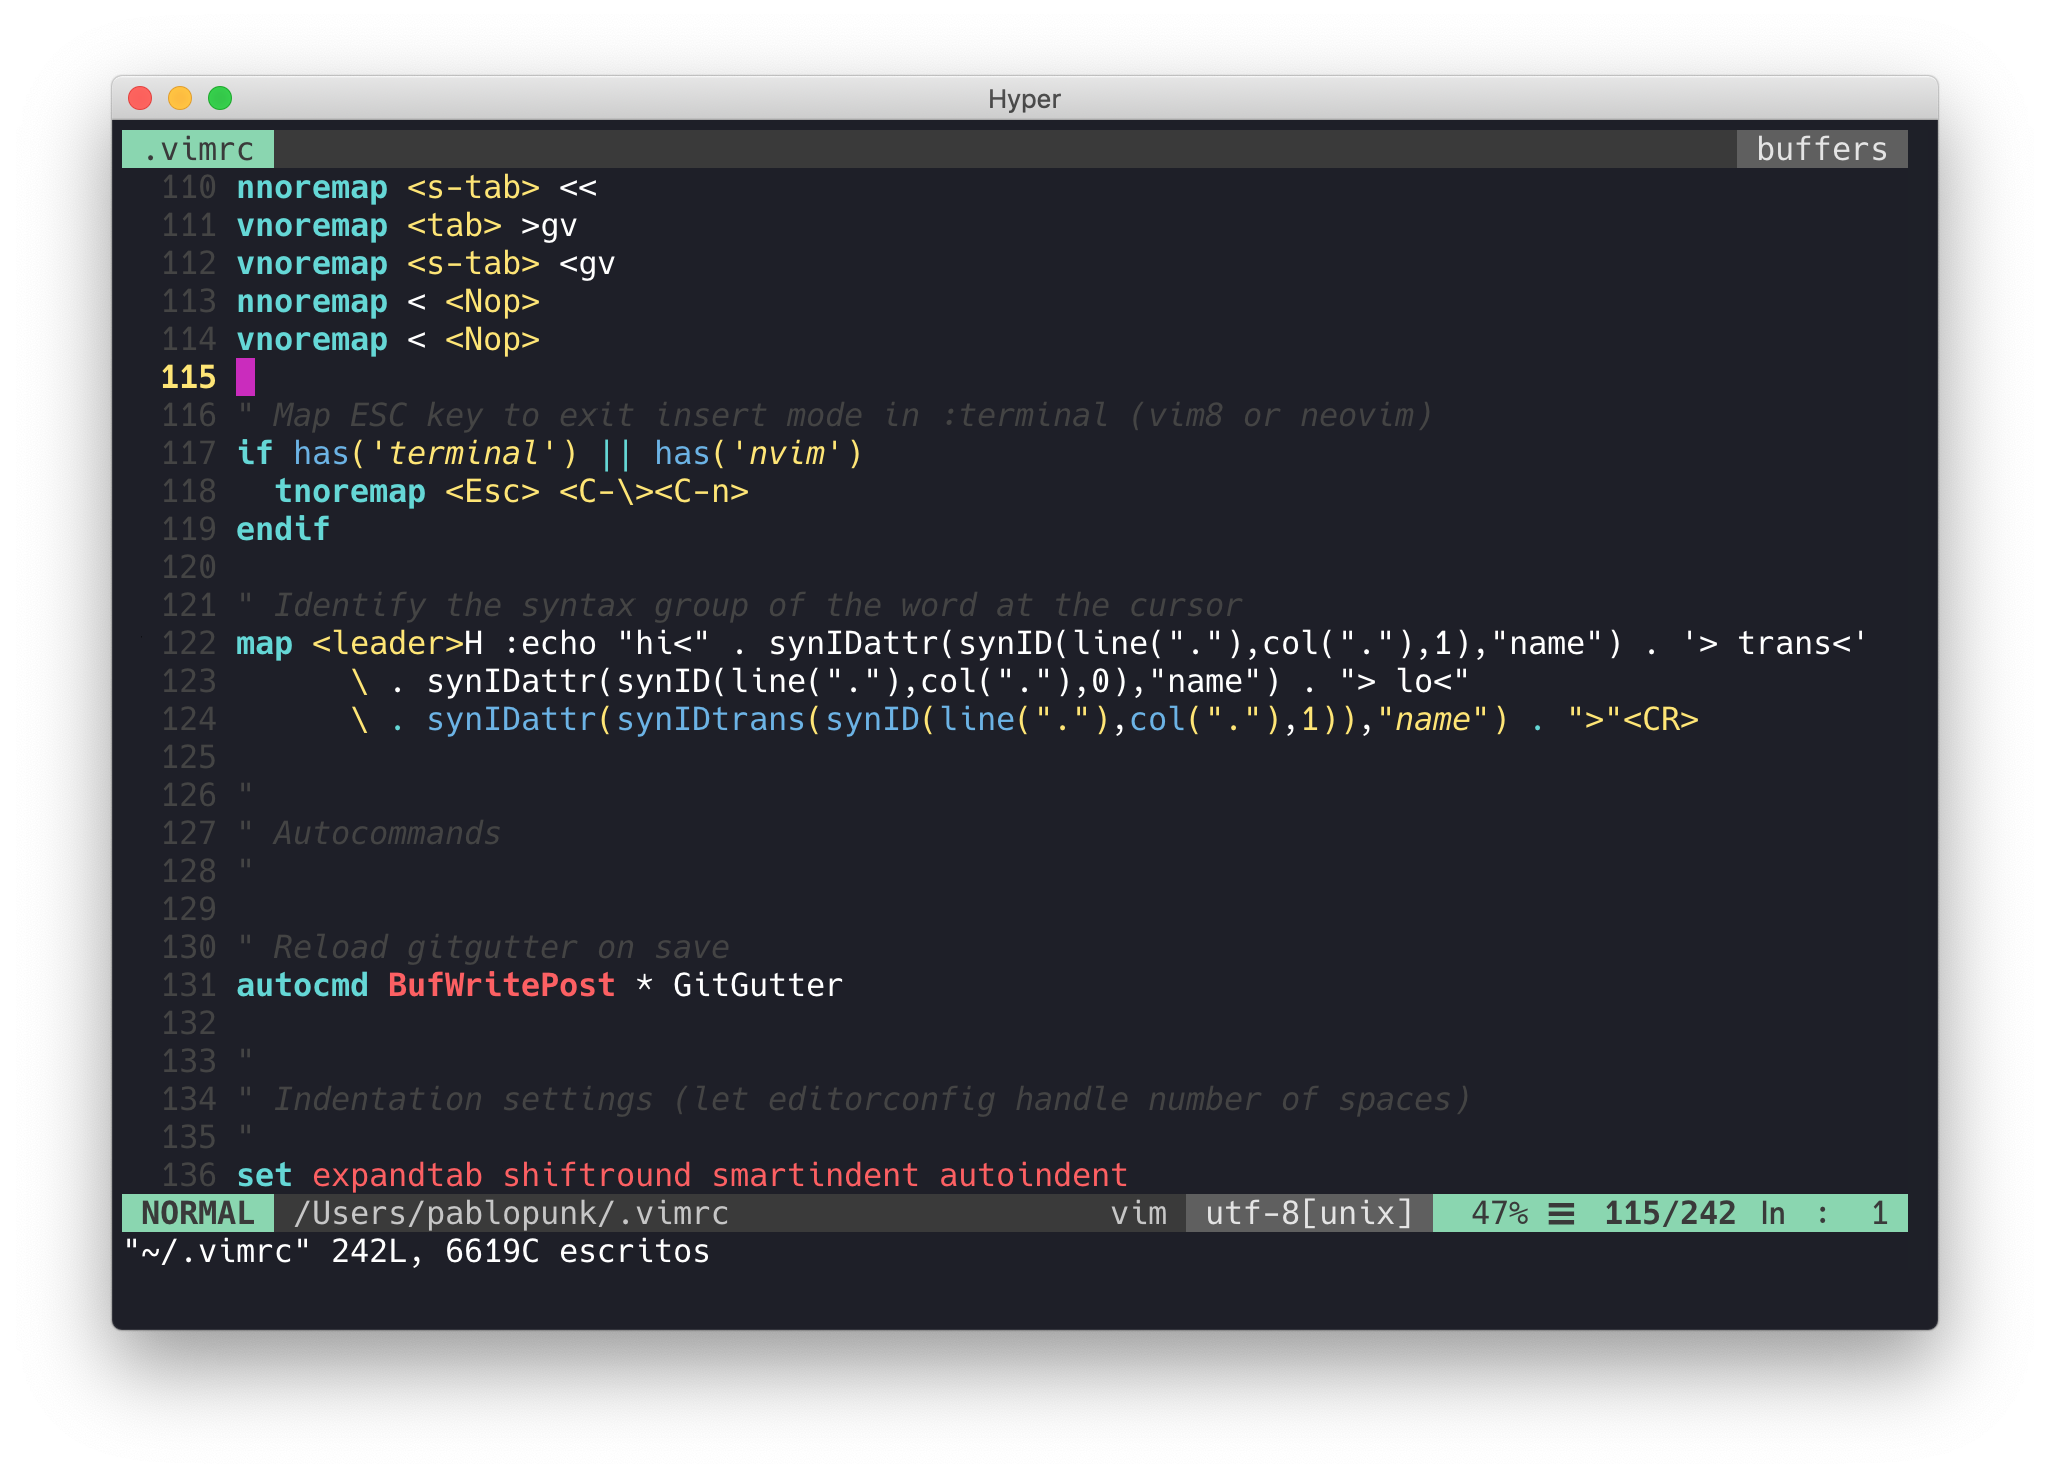 Hyper
.vimrc buffers
110 nnoremap <s-tab> <<
111 vnoremap <tab> >gv
112 vnoremap <s-tab> <gv
113 nnoremap < <Nop>
114 vnoremap < <Nop>
115
116 " Map ESC key to exit insert mode in :terminal (vim8 or neovim)
117 if has('terminal') || has('nvim')
118   tnoremap <Esc> <C-\><C-n>
119 endif
120
121 " Identify the syntax group of the word at the cursor
122 map <leader>H :echo "hi<" . synIDattr(synID(line("."),col("."),1),"name") . '> trans<'
123       \ . synIDattr(synID(line("."),col("."),0),"name") . "> lo<"
124       \ . synIDattr(synIDtrans(synID(line("."),col("."),1)),"name") . ">"<CR>
125
126 "
127 " Autocommands
128 "
129
130 " Reload gitgutter on save
131 autocmd BufWritePost * GitGutter
132
133 "
134 " Indentation settings (let editorconfig handle number of spaces)
135 "
136 set expandtab shiftround smartindent autoindent
NORMAL /Users/pablopunk/.vimrc vim utf-8[unix] 47% ☰ 115/242 ln : 1
"~/.vimrc" 242L, 6619C escritos